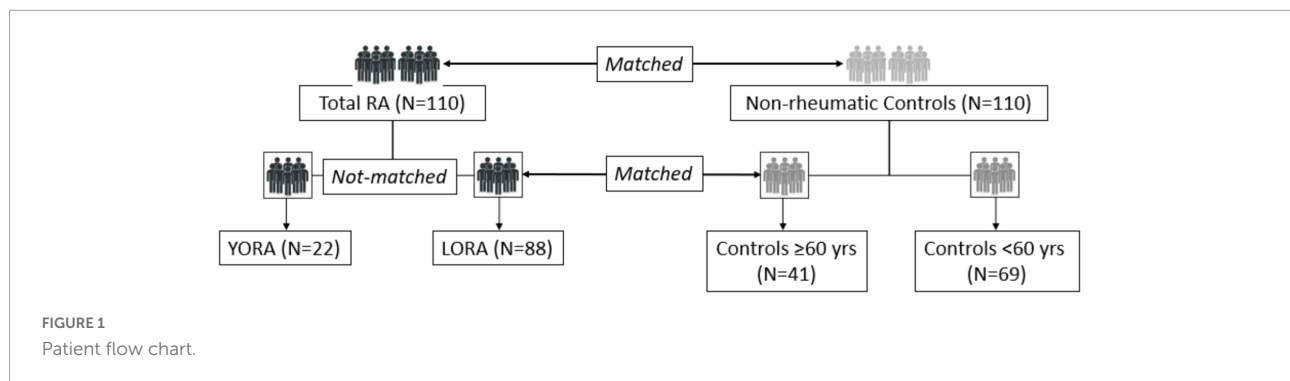 Matched
Total RA (N=110)
Non-rheumatic Controls (N=110)
Not-matched
Matched
YORA (N=22)
LORA (N=88)
Controls ≥60 yrs
(N=41)
Controls <60 yrs
(N=69)
FIGURE 1
Patient flow chart.